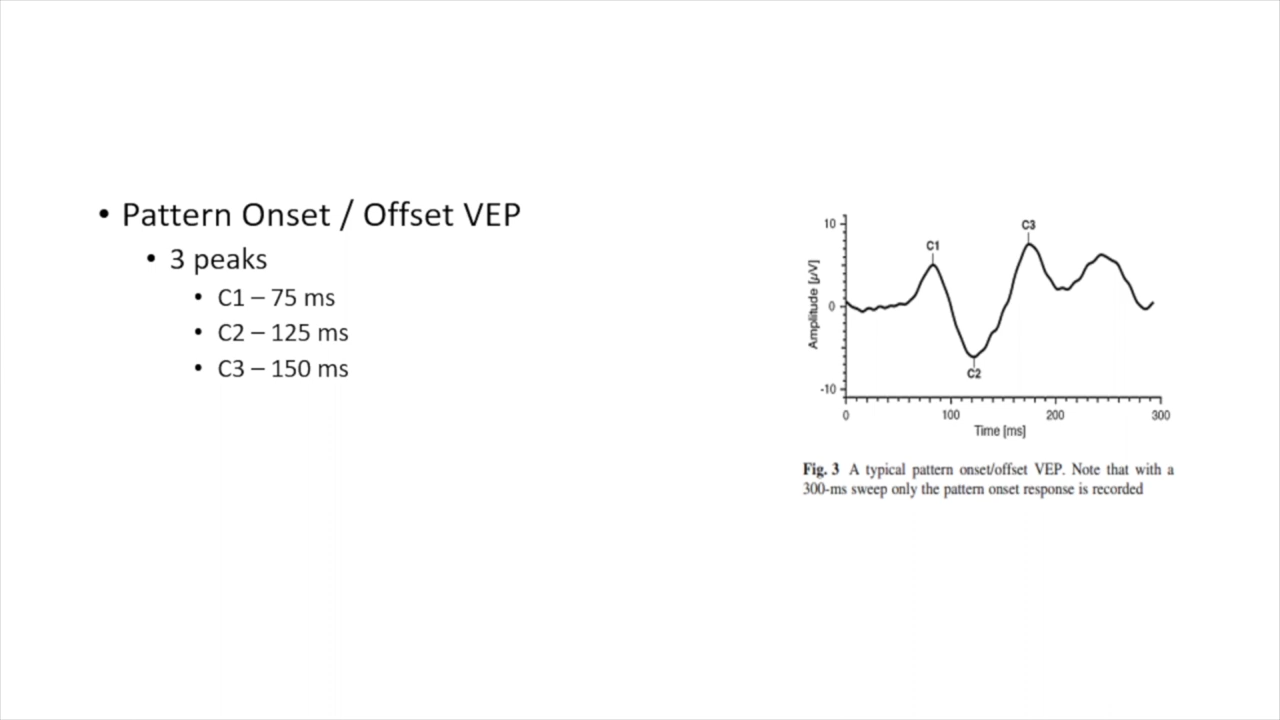 • Pattern Onset / Offset VEP
• 3 peaks
• C1 – 75 ms
• C2 – 125 ms
• C3 – 150 ms
10
0
-10
Amplitude [µV]
C1
C2
C3
0 100 200 300
Time [ms]
Fig. 3 A typical pattern onset/offset VEP. Note that with a
300-ms sweep only the pattern onset response is recorded